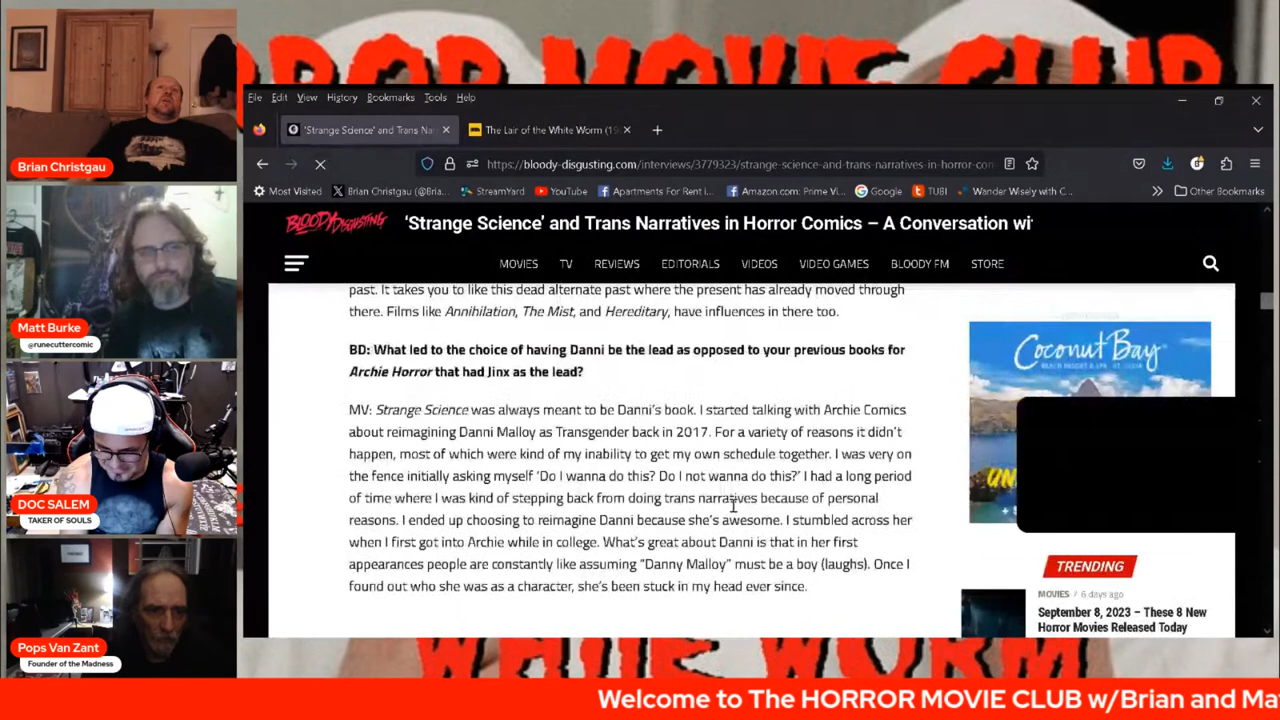 HORROR MOVIE CLUB
File Edit View History Bookmarks Tools Help
'Strange Science' and Trans Na
The Lair of the White Worm (19
https://bloody-disgusting.com/interviews/3779323/strange-science-and-trans-narratives-in-horror-con
Most Visited Brian Christgau (@Bria... StreamYard YouTube Apartments For Rent i... Amazon.com: Prime Vi... Google TUBI Wander Wisely with C... Other Bookmarks
BLOODY DISGUSTING
'Strange Science' and Trans Narratives in Horror Comics – A Conversation wi
MOVIES TV REVIEWS EDITORIALS VIDEOS VIDEO GAMES BLOODY FM STORE
past. It takes you to like this dead alternate past where the present has already moved through
there. Films like Annihilation, The Mist, and Hereditary, have influences in there too.
BD: What led to the choice of having Danni be the lead as opposed to your previous books for
Archie Horror that had Jinx as the lead?
MV: Strange Science was always meant to be Danni's book. I started talking with Archie Comics
about reimagining Danni Malloy as Transgender back in 2017. For a variety of reasons it didn't
happen, most of which were kind of my inability to get my own schedule together. I was very on
the fence initially asking myself 'Do I wanna do this? Do I not wanna do this?' I had a long period
of time where I was kind of stepping back from doing trans narratives because of personal
reasons. I ended up choosing to reimagine Danni because she's awesome. I stumbled across her
when I first got into Archie while in college. What's great about Danni is that in her first
appearances people are constantly like assuming "Danny Malloy" must be a boy (laughs). Once I
found out who she was as a character, she's been stuck in my head ever since.
Coconut Bay
TRENDING
MOVIES / 6 days ago
September 8, 2023 – These 8 New
Horror Movies Released Today
Brian Christgau
Matt Burke
@runecuttercomic
DOC SALEM
TAKER OF SOULS
Pops Van Zant
Founder of the Madness
WHITE WORM
Welcome to The HORROR MOVIE CLUB w/Brian and Ma